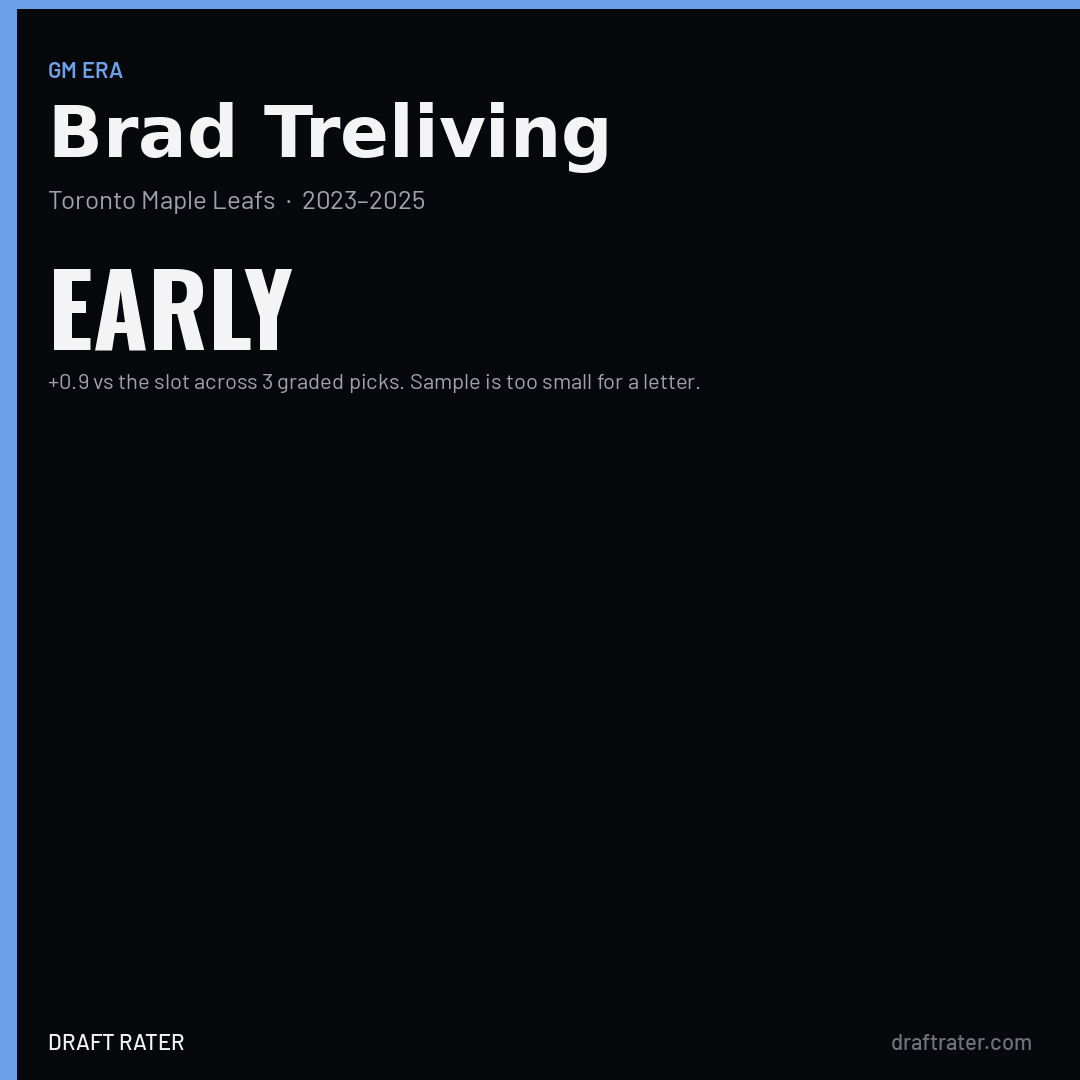 GM ERA
Brad Treliving
Toronto Maple Leafs · 2023–2025
EARLY
+0.9 vs the slot across 3 graded picks. Sample is too small for a letter.
DRAFT RATER
draftrater.com